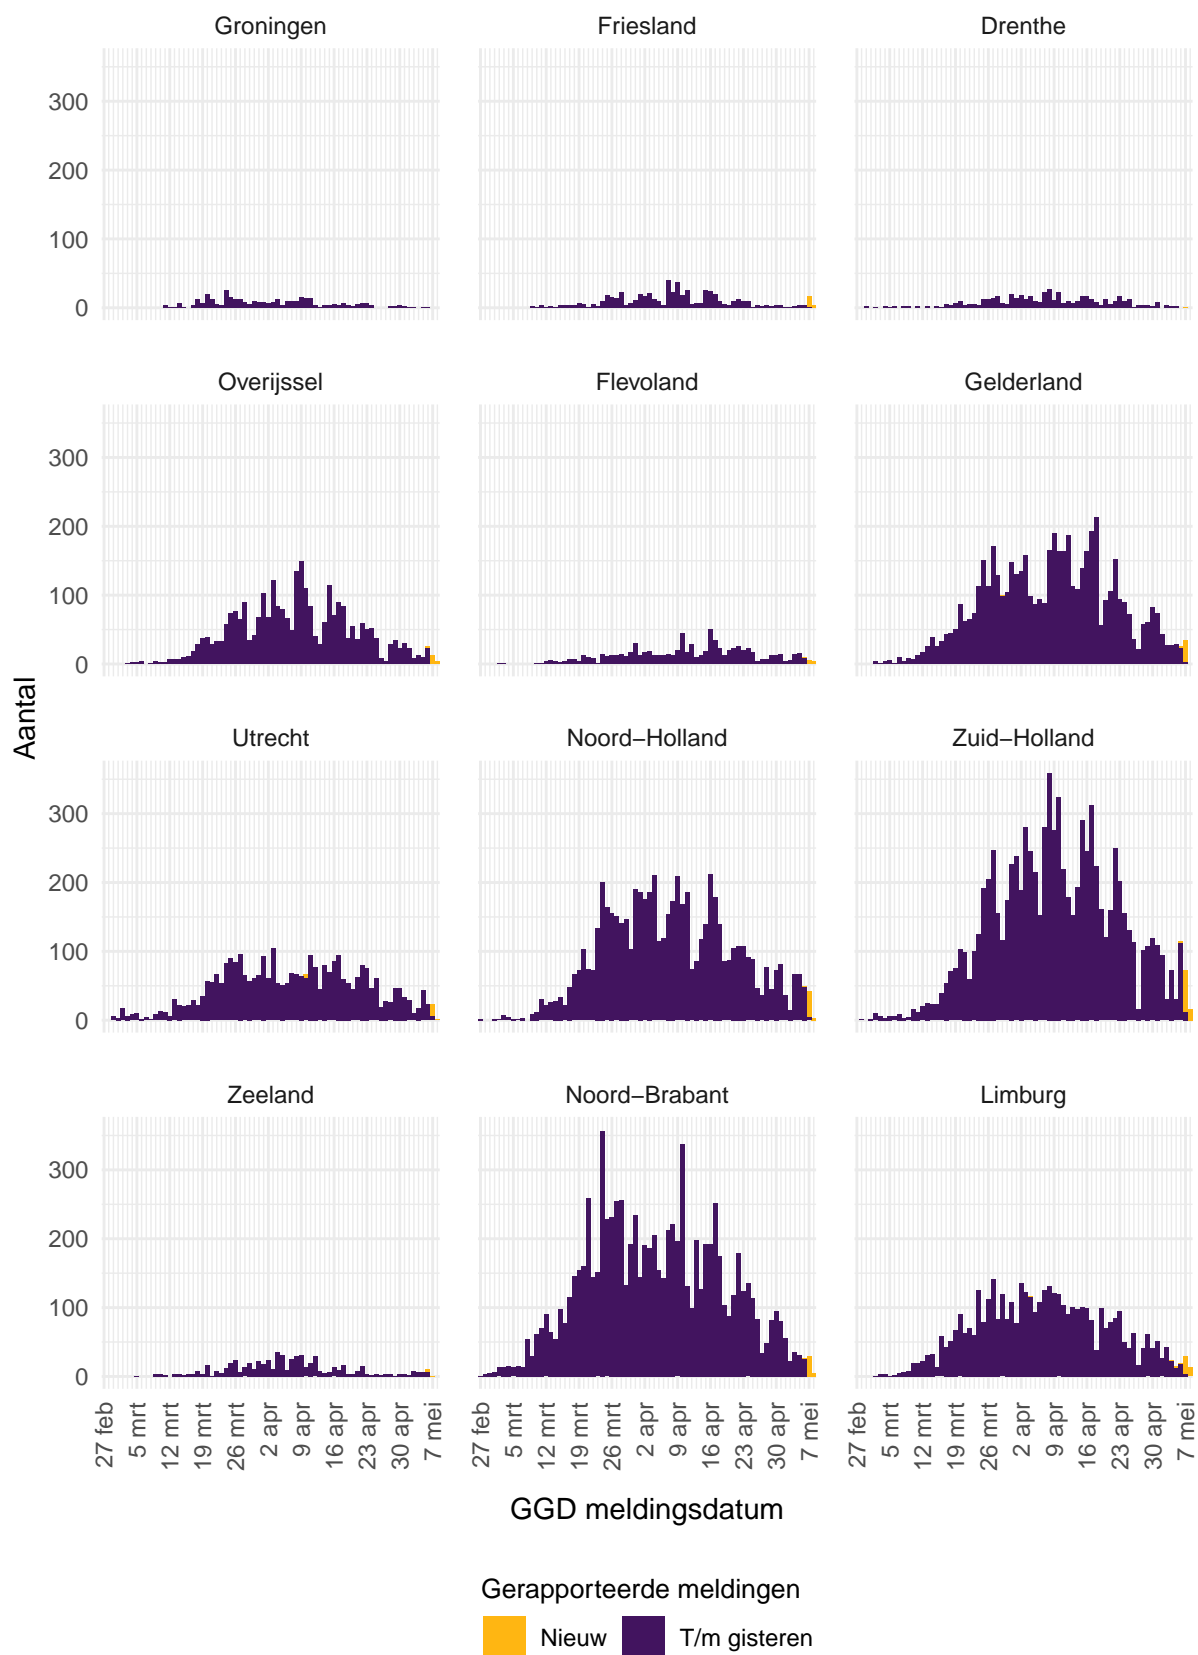 Groningen Friesland Drenthe
300
200
100
0
Overijssel Flevoland Gelderland
300
200
100
0
Aantal
Utrecht Noord−Holland Zuid−Holland
300
200
100
0
Zeeland Noord−Brabant Limburg
300
200
100
0
27 feb 5 mrt 12 mrt 19 mrt 26 mrt 2 apr 9 apr 16 apr 23 apr 30 apr 7 mei 27 feb 5 mrt 12 mrt 19 mrt 26 mrt 2 apr 9 apr 16 apr 23 apr 30 apr 7 mei 27 feb 5 mrt 12 mrt 19 mrt 26 mrt 2 apr 9 apr 16 apr 23 apr 30 apr 7 mei
GGD meldingsdatum
Gerapporteerde meldingen
Nieuw T/m gisteren